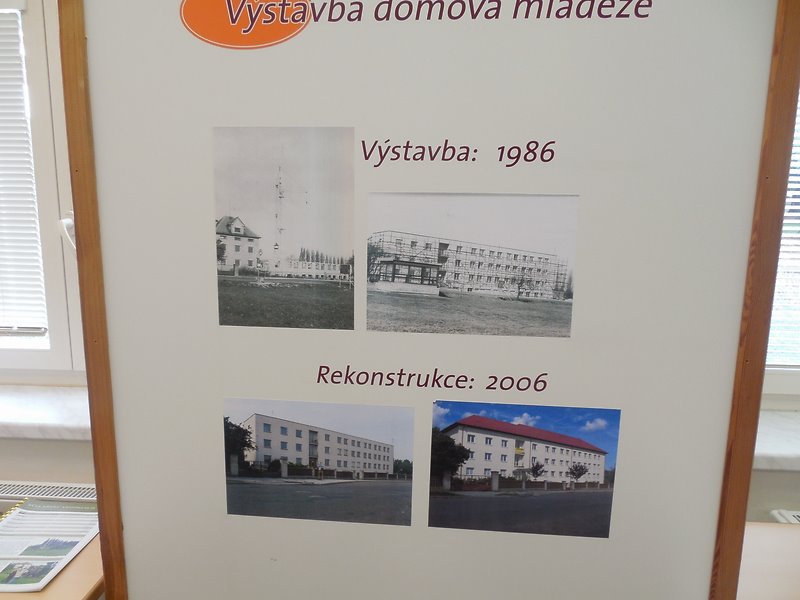 Výstavba domova mládeže
Výstavba: 1986
Rekonstrukce: 2006